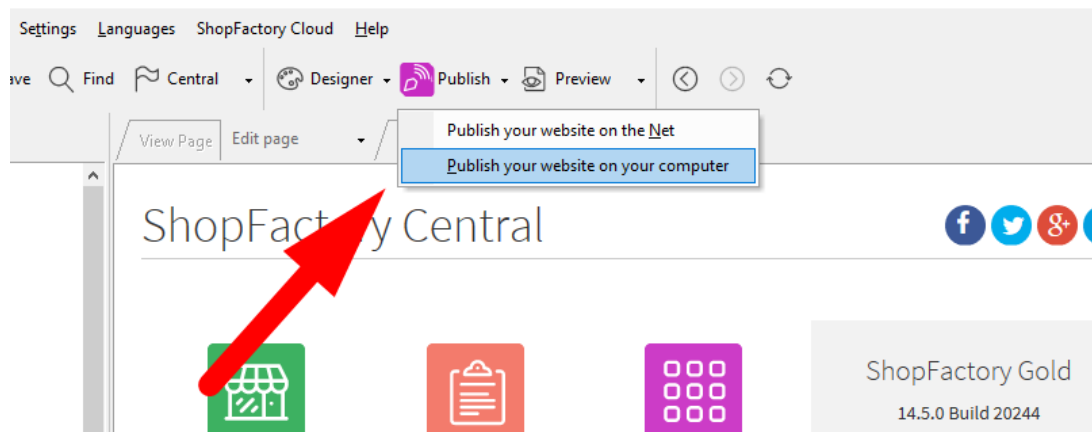 Settings Languages ShopFactory Cloud Help
ave Find Central Designer Publish Preview
View Page Edit page
Publish your website on the Net
Publish your website on your computer
ShopFactory Central
f 8+
ShopFactory Gold
14.5.0 Build 20244